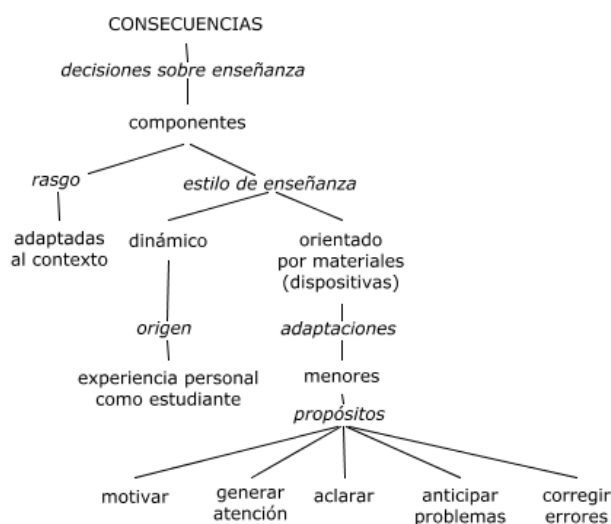 CONSECUENCIAS
decisiones sobre enseñanza
componentes
rasgo
estilo de enseñanza
adaptadas
al contexto
dinámico
orientado
por materiales
(dispositivas)
origen
adaptaciones
experiencia personal
como estudiante
menores
propósitos
motivar
generar
atención
aclarar
anticipar
problemas
corregir
errores